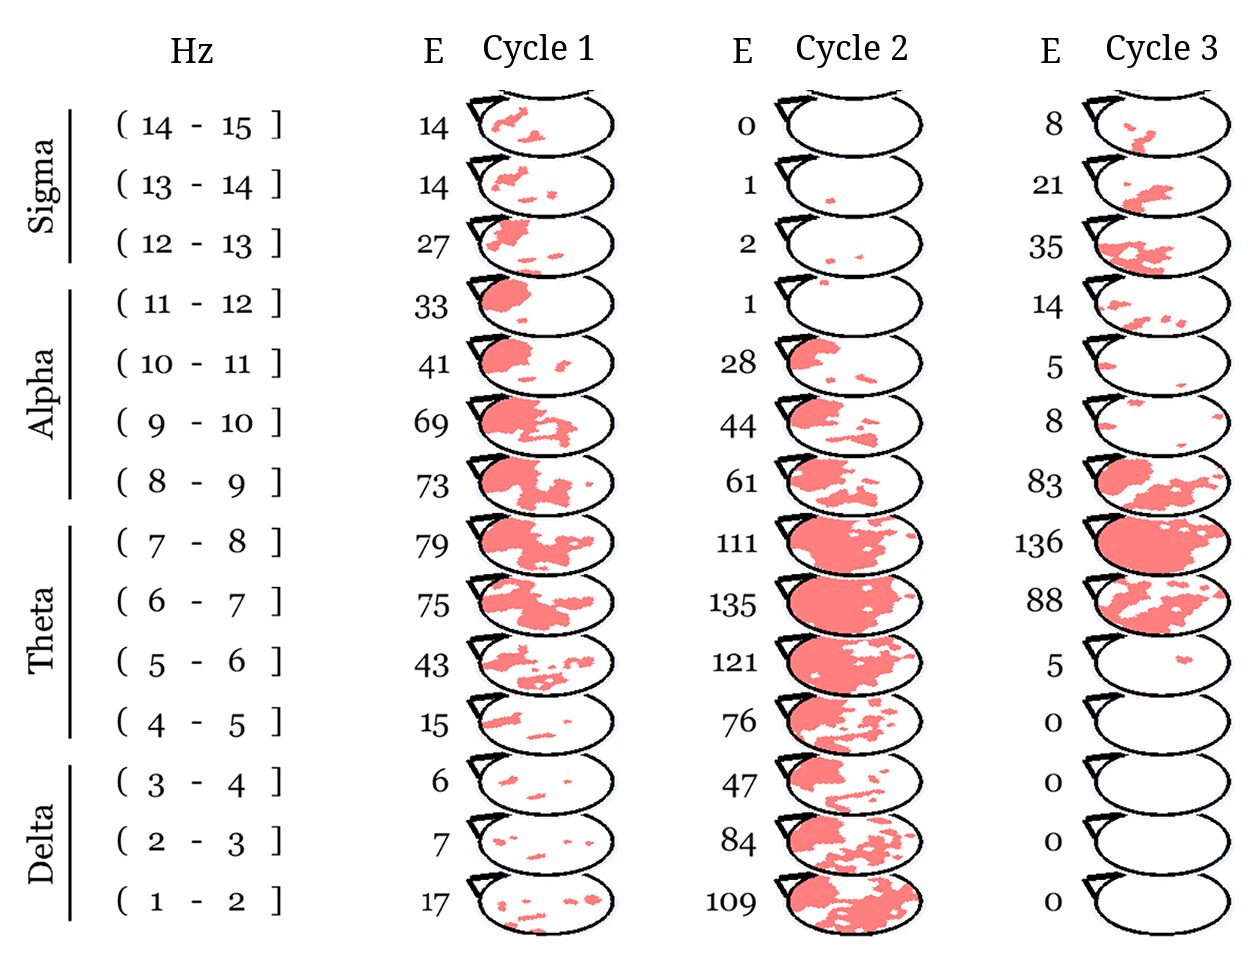 Hz E Cycle 1 E Cycle 2 E Cycle 3
Sigma
( 14 - 15 ] 14 0 8
( 13 - 14 ] 14 1 21
( 12 - 13 ] 27 2 35
Alpha
( 11 - 12 ] 33 1 14
( 10 - 11 ] 41 28 5
( 9 - 10 ] 69 44 8
( 8 - 9 ] 73 61 83
Theta
( 7 - 8 ] 79 111 136
( 6 - 7 ] 75 135 88
( 5 - 6 ] 43 121 5
( 4 - 5 ] 15 76 0
Delta
( 3 - 4 ] 6 47 0
( 2 - 3 ] 7 84 0
( 1 - 2 ] 17 109 0